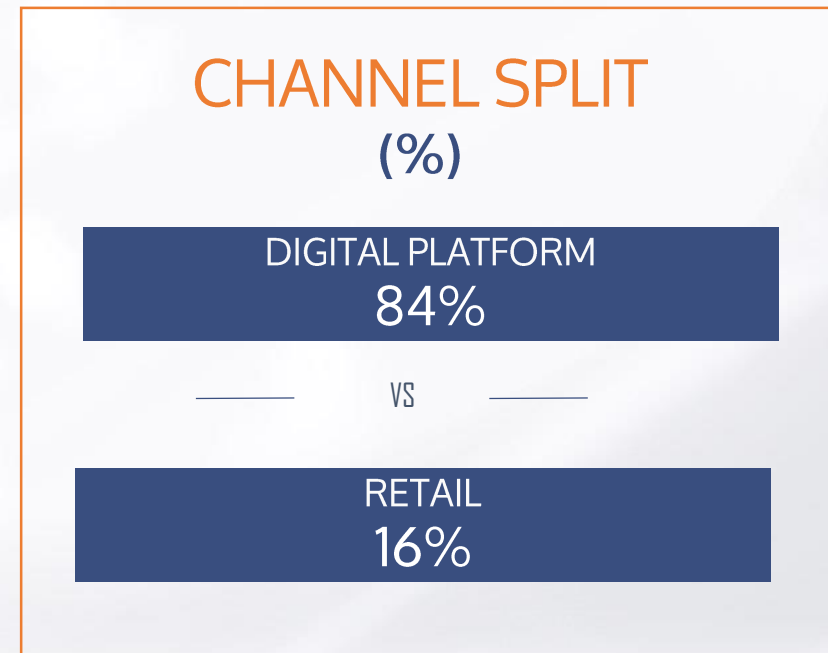 CHANNEL SPLIT
(%)
DIGITAL PLATFORM
84%
VS
RETAIL
16%